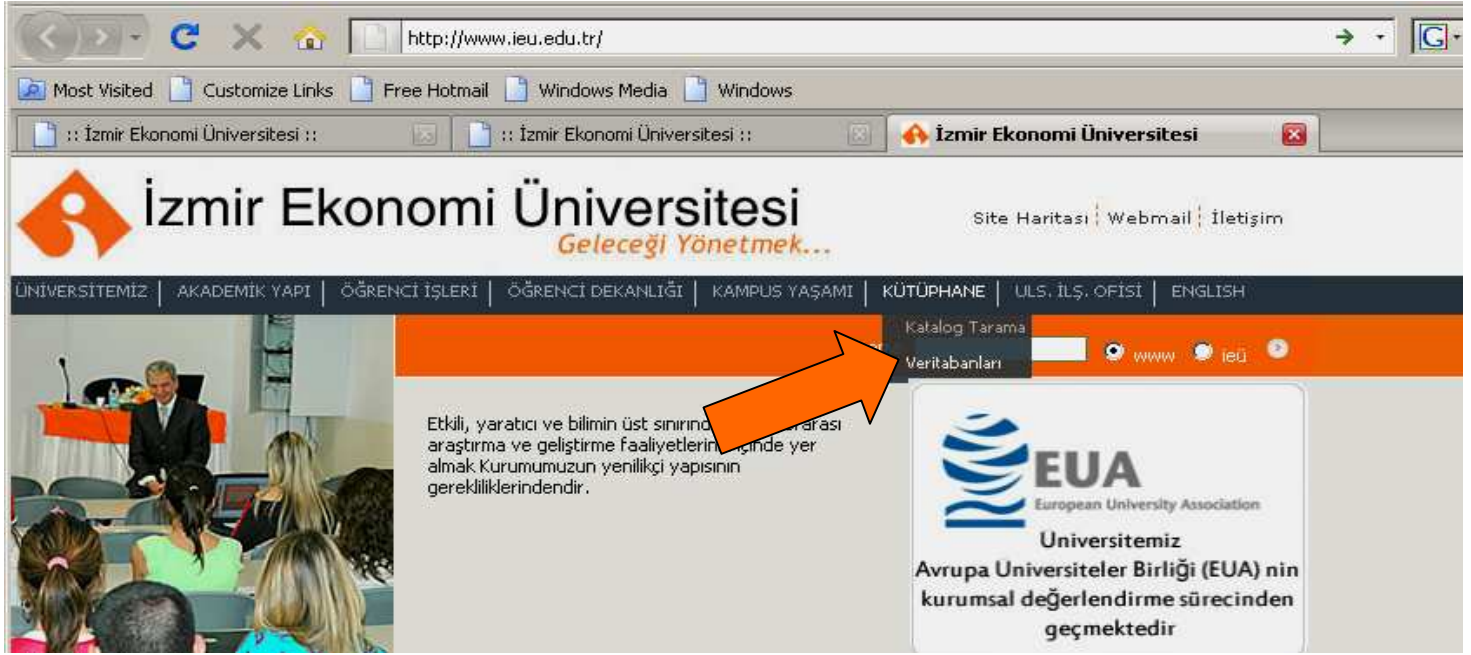 http://www.ieu.edu.tr/
Most Visited Customize Links Free Hotmail Windows Media Windows
:: İzmir Ekonomi Üniversitesi :: :: İzmir Ekonomi Üniversitesi :: İzmir Ekonomi Üniversitesi
İzmir Ekonomi Üniversitesi
Geleceği Yönetmek...
Site Haritası Webmail İletişim
ÜNİVERSİTEMİZ | AKADEMİK YAPI | ÖĞRENCİ İŞLERİ | ÖĞRENCİ DEKANLIĞI | KAMPUS YAŞAMI | KÜTÜPHANE | ULS. İLŞ. OFİSİ | ENGLISH
Katalog Tarama
Veritabanları
www ieü
Etkili, yaratıcı ve bilimin üst
araştırma ve geliştirme yer
almak Kurumumuzun yenilikçi yapısının
gerekliliklerindendir.
EUA
European University Association
Üniversitemiz
Avrupa Üniversiteler Birliği (EUA) nin
kurumsal değerlendirme sürecinden
geçmektedir